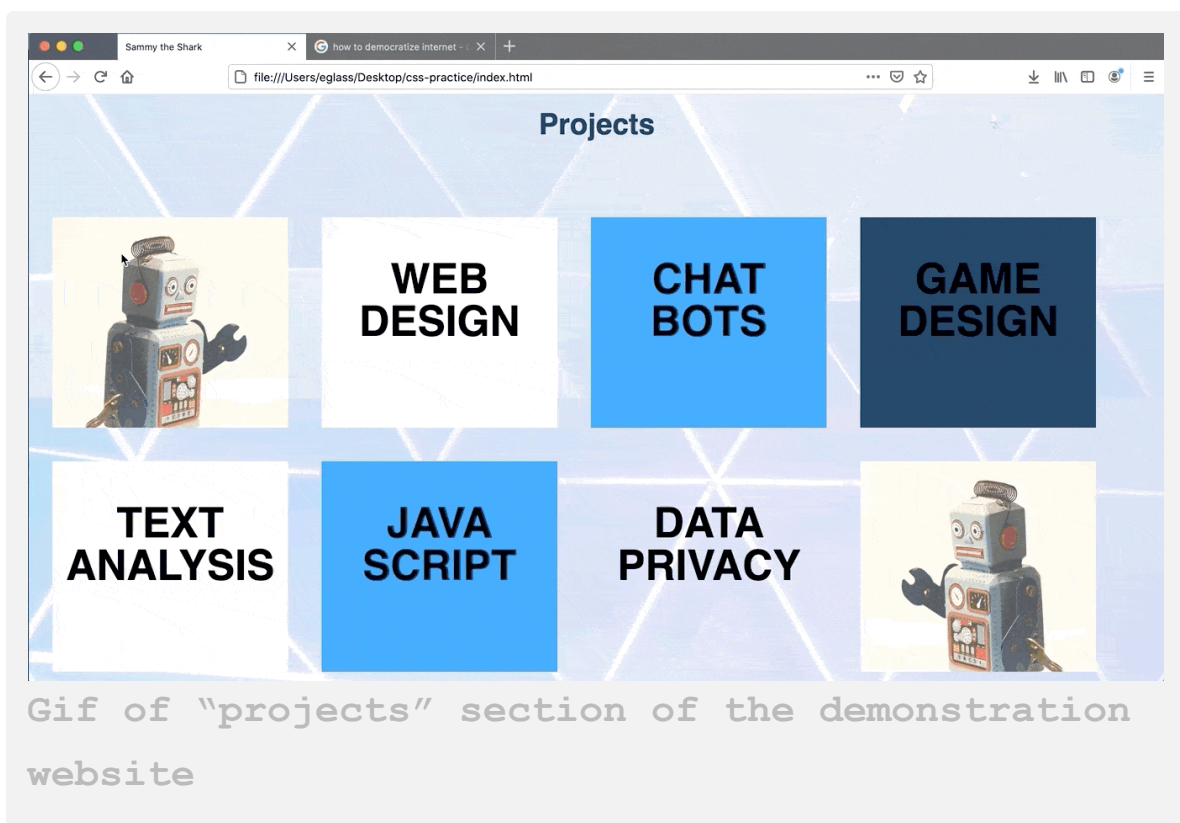 Sammy the Shark
how to democratize internet -
file:///Users/eglass/Desktop/css-practice/index.html
Projects
WEB
DESIGN
CHAT
BOTS
GAME
DESIGN
TEXT
ANALYSIS
JAVA
SCRIPT
DATA
PRIVACY
Gif of “projects” section of the demonstration
website